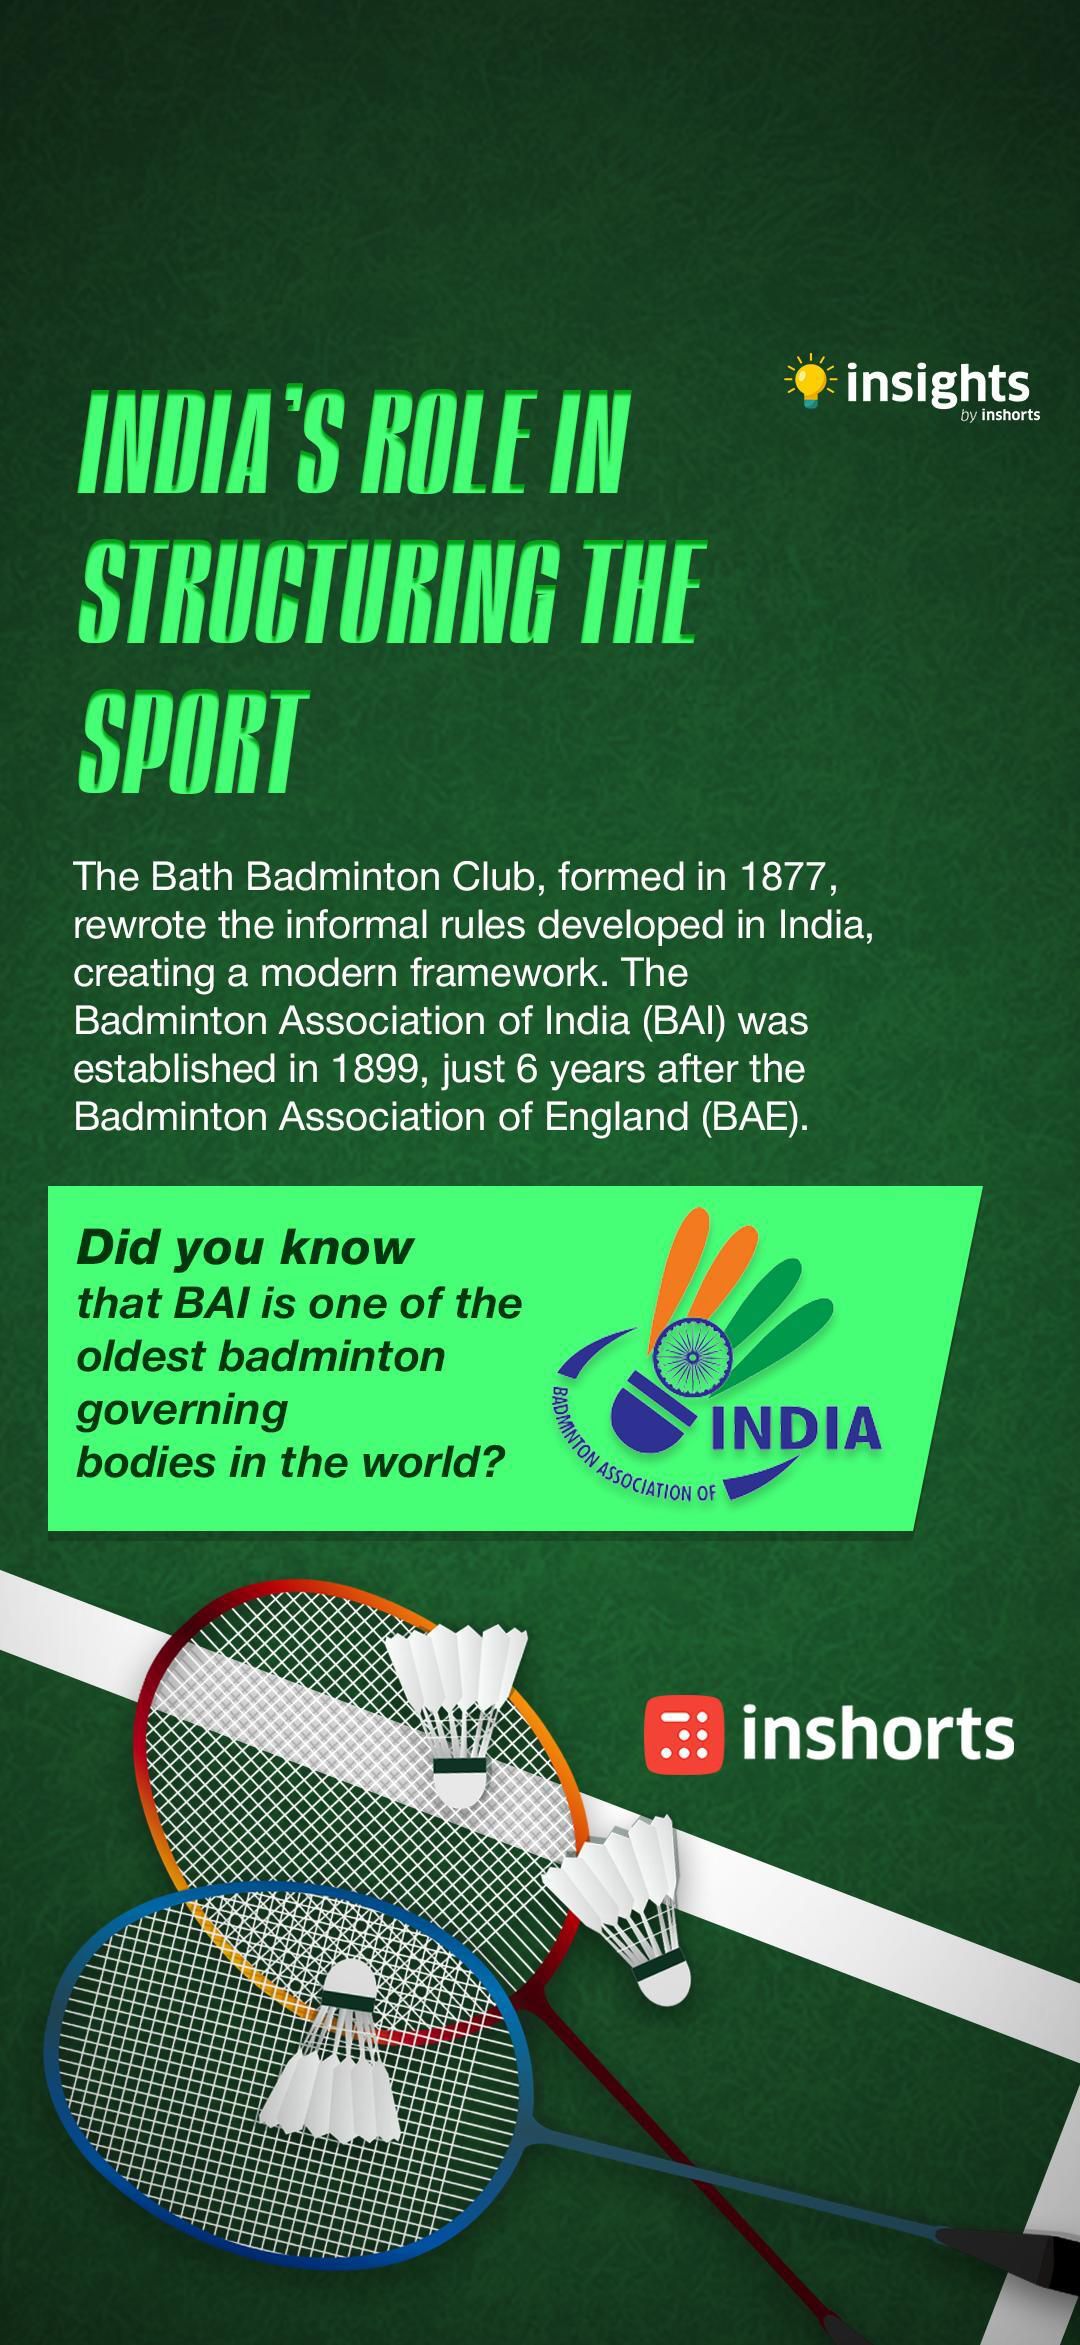 insights
by inshorts
INDIA'S ROLE IN
STRUCTURING THE
SPORT
The Bath Badminton Club, formed in 1877,
rewrote the informal rules developed in India,
creating a modern framework. The
Badminton Association of India (BAI) was
established in 1899, just 6 years after the
Badminton Association of England (BAE).
Did you know
that BAI is one of the
oldest badminton
governing
bodies in the world?
BADMINTON ASSOCIATION OF
INDIA
inshorts